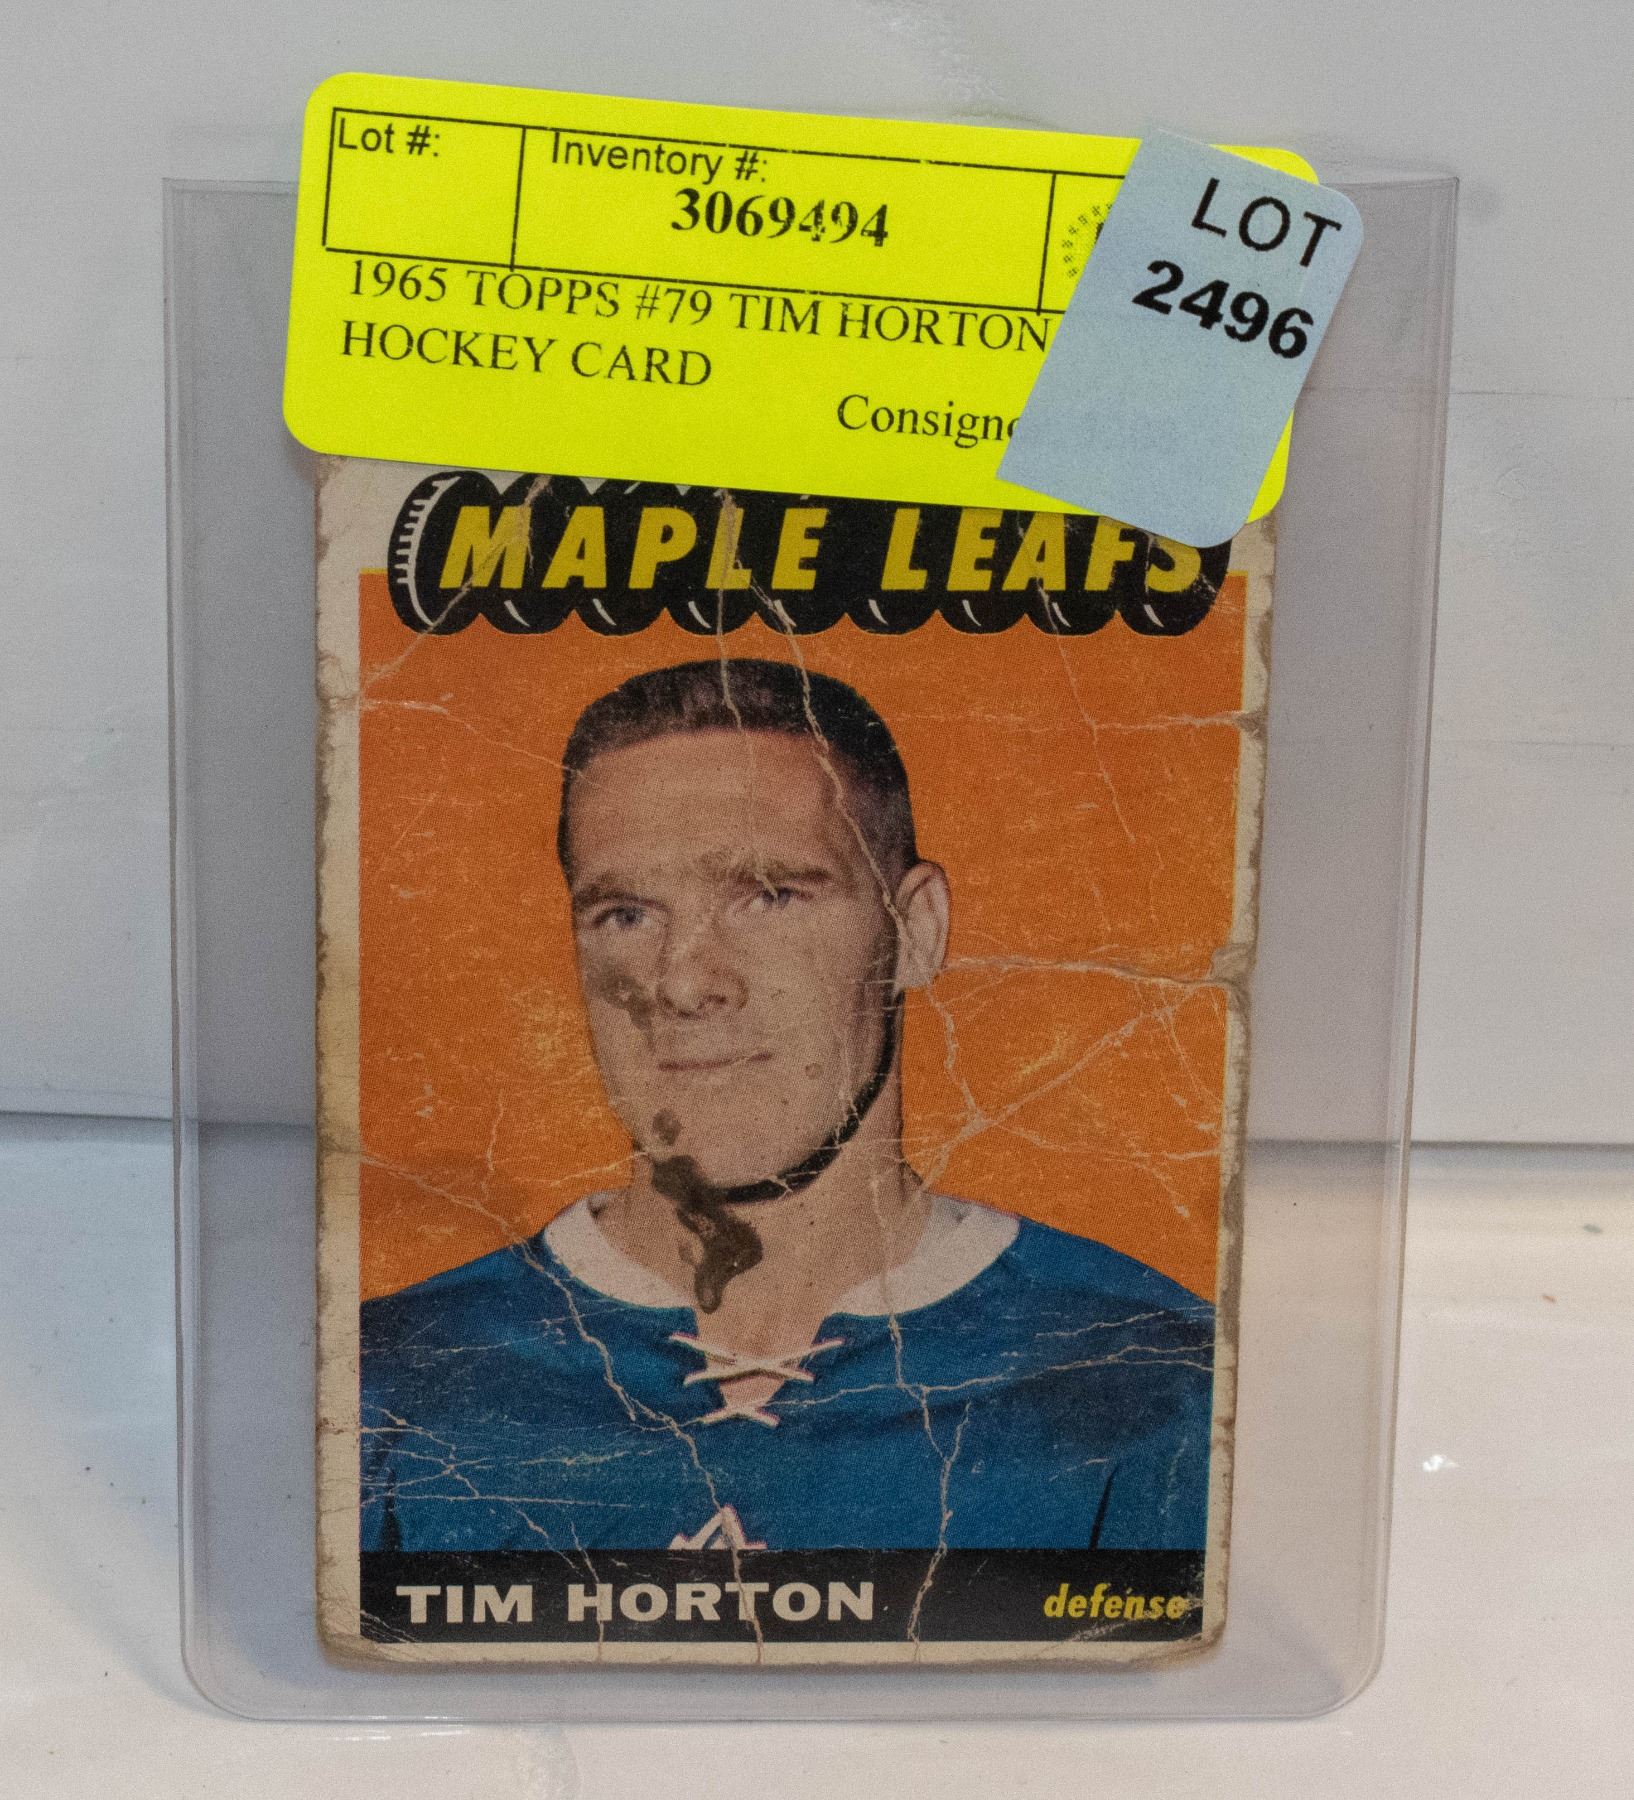 Lot #:
Inventory #:
3069494
1965 TOPPS #79 TIM HORTON
HOCKEY CARD
LOT
2496
MAPLE LEAFS
TIM HORTON
defense